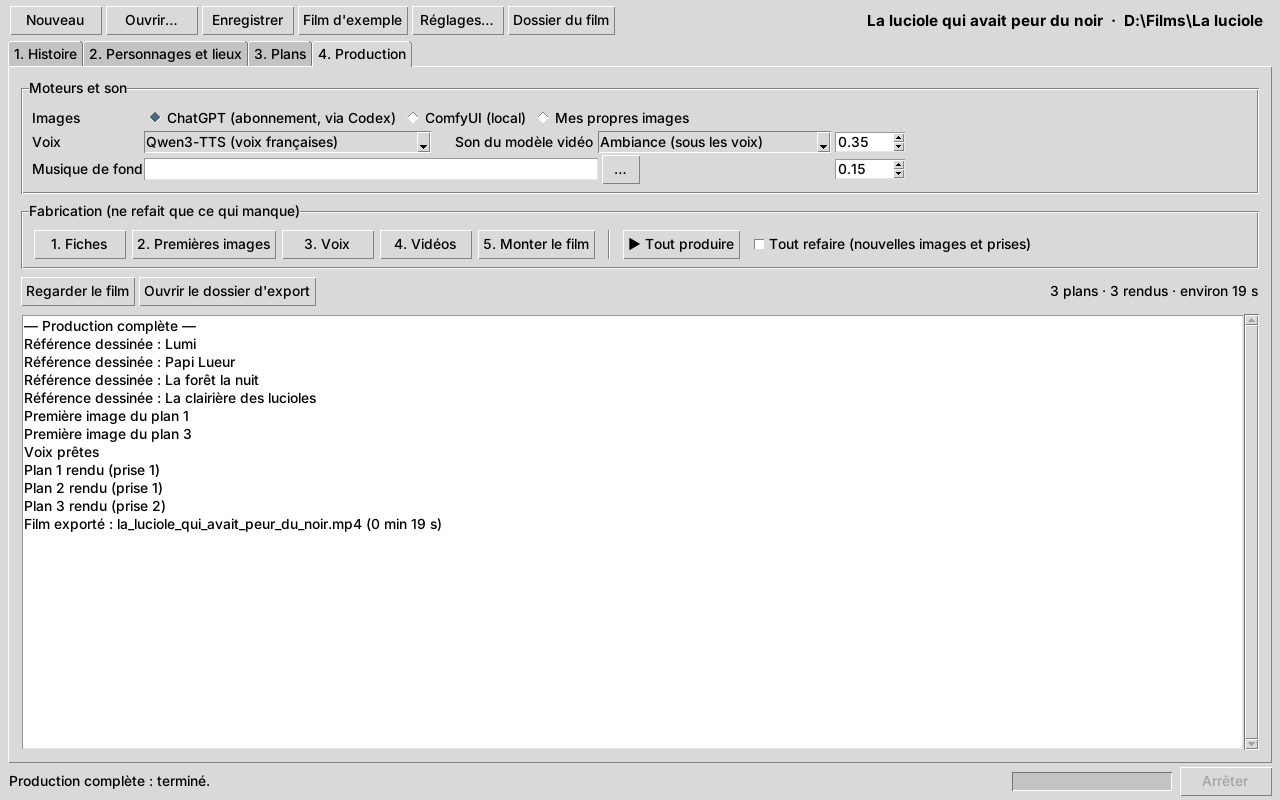 Nouveau Ouvrir... Enregistrer Film d'exemple Réglages... Dossier du film La luciole qui avait peur du noir · D:\Films\La luciole
1. Histoire 2. Personnages et lieux 3. Plans 4. Production
Moteurs et son
Images ChatGPT (abonnement, via Codex) ComfyUI (local) Mes propres images
Voix Qwen3-TTS (voix françaises) Son du modèle vidéo Ambiance (sous les voix) 0.35
Musique de fond ... 0.15
Fabrication (ne refait que ce qui manque)
1. Fiches 2. Premières images 3. Voix 4. Vidéos 5. Monter le film ▶ Tout produire Tout refaire (nouvelles images et prises)
Regarder le film Ouvrir le dossier d'export 3 plans · 3 rendus · environ 19 s
— Production complète —
Référence dessinée : Lumi
Référence dessinée : Papi Lueur
Référence dessinée : La forêt la nuit
Référence dessinée : La clairière des lucioles
Première image du plan 1
Première image du plan 3
Voix prêtes
Plan 1 rendu (prise 1)
Plan 2 rendu (prise 1)
Plan 3 rendu (prise 2)
Film exporté : la_luciole_qui_avait_peur_du_noir.mp4 (0 min 19 s)
Production complète : terminé. Arrêter